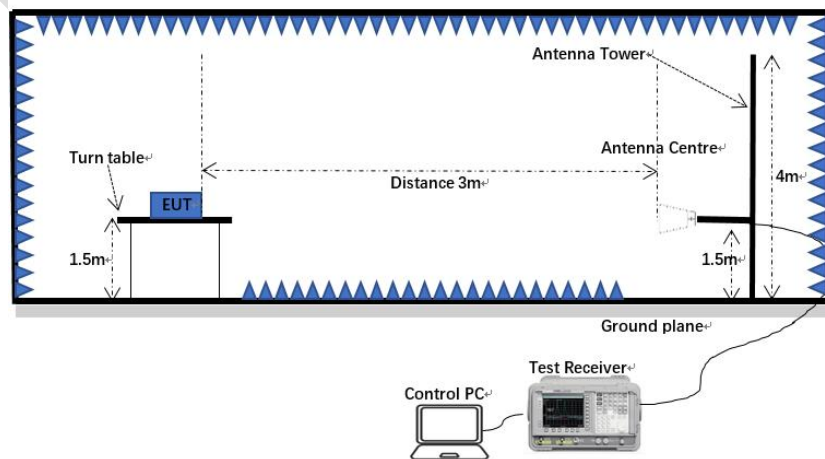 Antenna Tower
Antenna Centre
Turn table
Distance 3m
4m
EUT
1.5m
1.5m
Ground plane
Test Receiver
Control PC